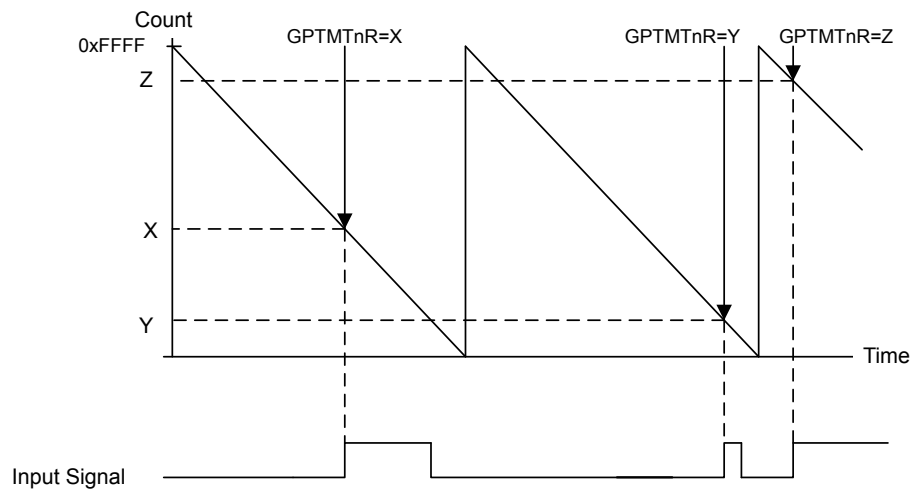 Count
0xFFFF
GPTMTnR=X
GPTMTnR=Y
GPTMTnR=Z
Z
X
Y
Time
Input Signal